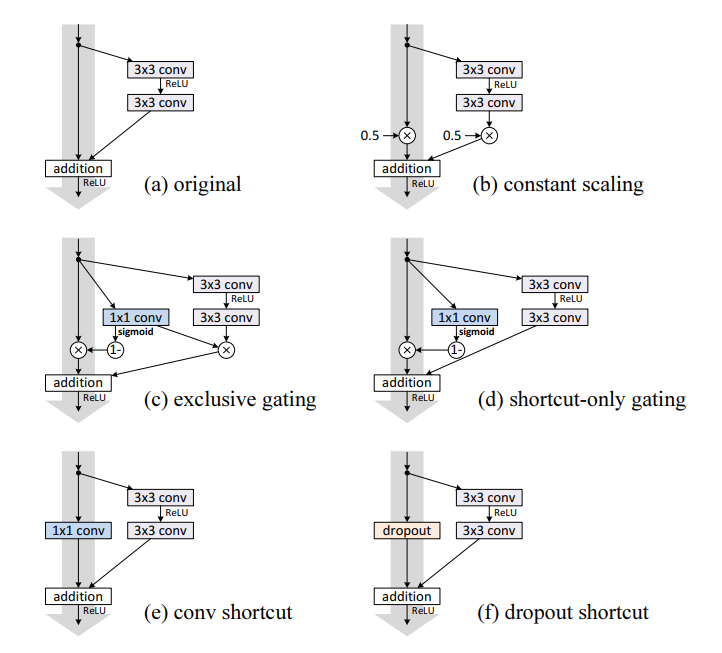 3x3 conv
ReLU
3x3 conv
addition
ReLU
(a) original
3x3 conv
ReLU
3x3 conv
0.5
×
0.5
×
addition
ReLU
(b) constant scaling
3x3 conv
ReLU
1x1 conv
3x3 conv
sigmoid
×
1-
×
addition
ReLU
(c) exclusive gating
3x3 conv
ReLU
1x1 conv
3x3 conv
sigmoid
×
1-
addition
ReLU
(d) shortcut-only gating
3x3 conv
ReLU
1x1 conv
3x3 conv
addition
ReLU
(e) conv shortcut
3x3 conv
ReLU
dropout
3x3 conv
addition
ReLU
(f) dropout shortcut